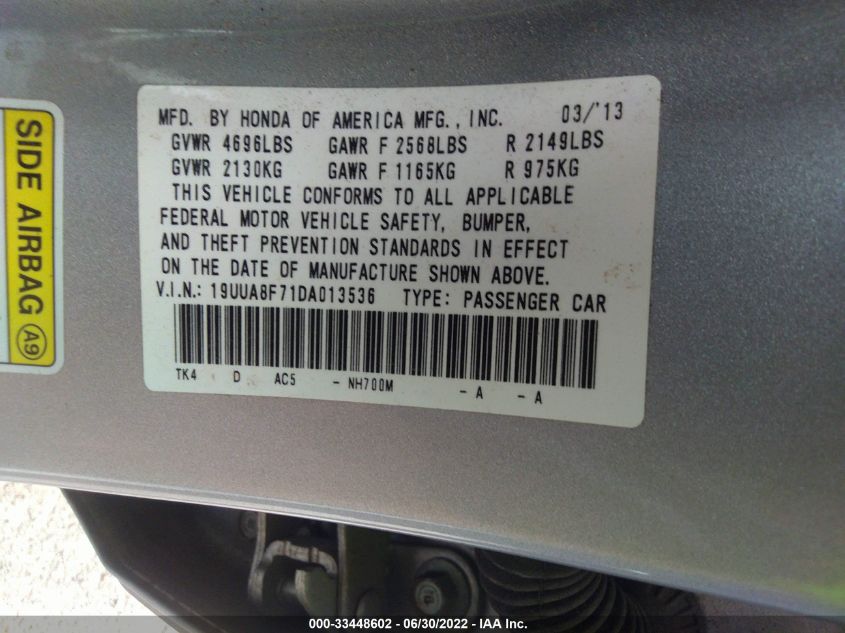 MFD. BY HONDA OF AMERICA MFG., INC. 03/'13
GVWR 4696LBS GAWR F 2568LBS R 2149LBS
GVWR 2130KG GAWR F 1165KG R 975KG
THIS VEHICLE CONFORMS TO ALL APPLICABLE
FEDERAL MOTOR VEHICLE SAFETY, BUMPER,
AND THEFT PREVENTION STANDARDS IN EFFECT
ON THE DATE OF MANUFACTURE SHOWN ABOVE.
V.I.N.: 19UUA8F71DA013536 TYPE: PASSENGER CAR
TK4 D AC5 - NH700M - A - A
SIDE AIRBAG A9
000-33448602 - 06/30/2022 - IAA Inc.